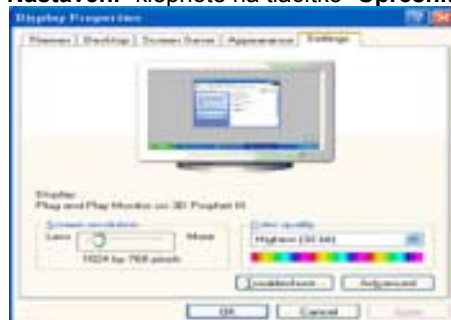 Nastavení" klepněte na tlačítko "Upřesnit
Display Properties
Themes Desktop Screen Saver Appearance Settings
Display:
Plug and Play Monitor on 3D Prophet III
Screen resolution
Color quality
Less More
Highest (32 bit)
1024 by 768 pixels
Troubleshoot... Advanced
OK Cancel Apply